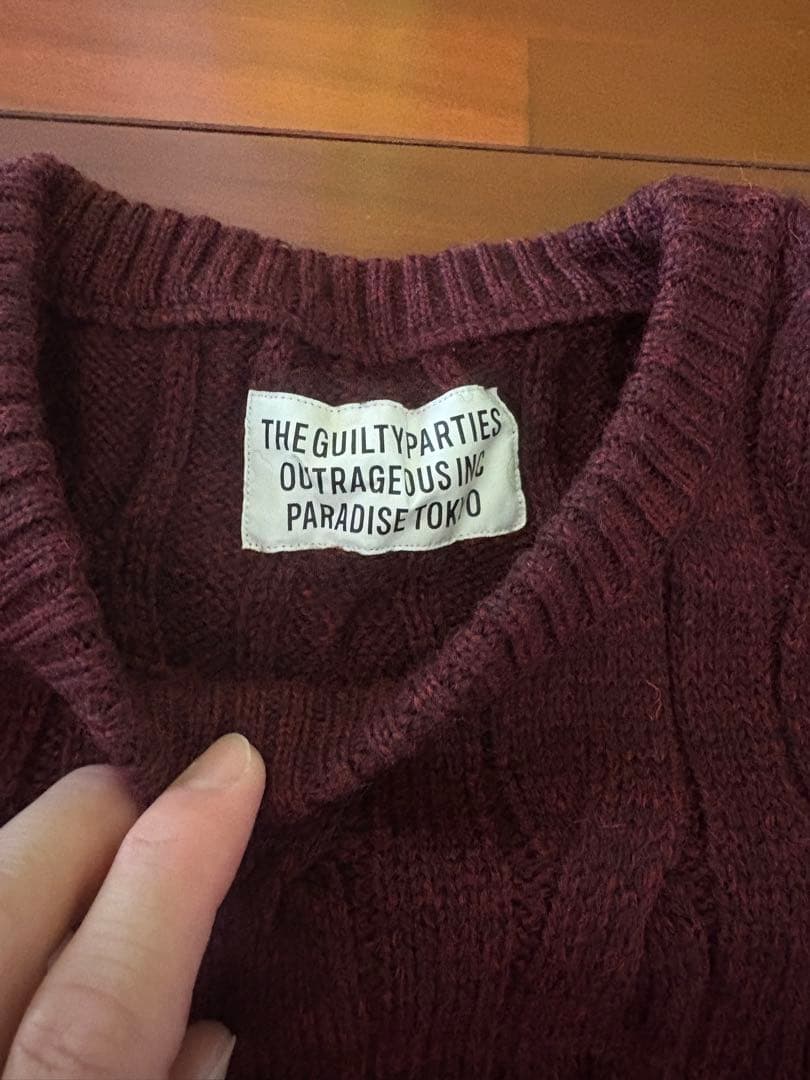 THE GUILTY PARTIES
OUTRAGEOUS INC
PARADISE TOKYO